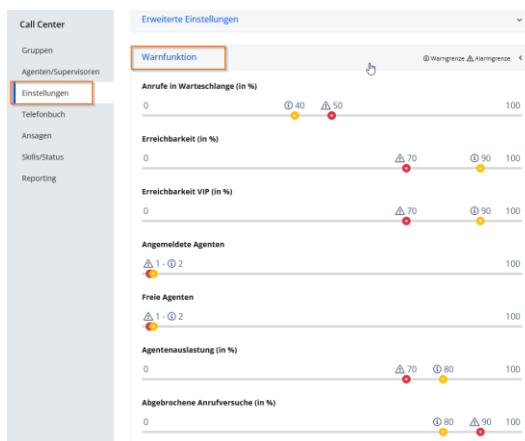 Call Center
Gruppen
Agenten/Supervisoren
Einstellungen
Telefonbuch
Ansagen
Skills/Status
Reporting
Erweiterte Einstellungen
Warnfunktion
Warngrenze Alarmgrenze
Anrufe in Warteschlange (in %)
0 40 50 100
Erreichbarkeit (in %)
0 70 90 100
Erreichbarkeit VIP (in %)
0 70 90 100
Angemeldete Agenten
1 - 2 100
Freie Agenten
1 - 2 100
Agentenauslastung (in %)
0 70 80 100
Abgebrochene Anrufversuche (in %)
0 80 90 100